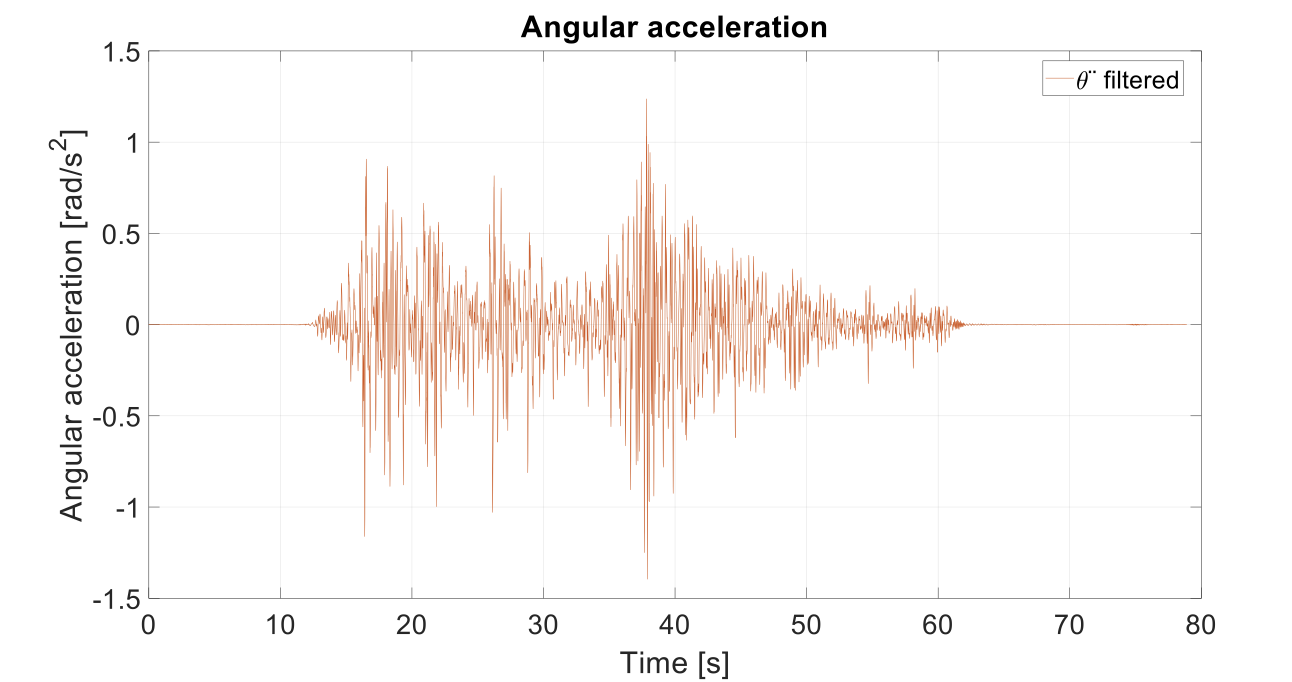 Angular acceleration
θ¨ filtered
Angular acceleration [rad/s²]
1.5
1
0.5
0
-0.5
-1
-1.5
0 10 20 30 40 50 60 70 80
Time [s]